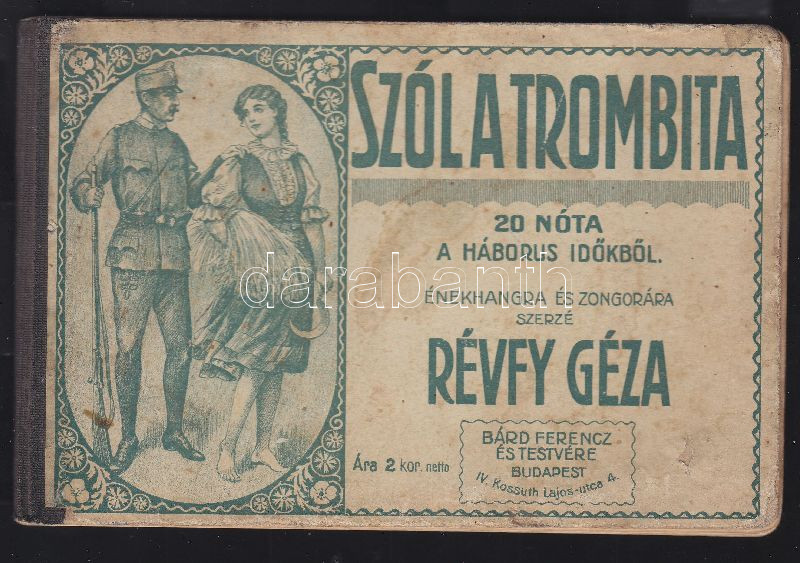 SZÓL A TROMBITA
20 NÓTA
A HÁBORUS IDŐKBŐL.
ÉNEKHANGRA ÉS ZONGORÁRA
SZERZÉ
RÉVFY GÉZA
Ára 2 kor. netto
BÁRD FERENCZ
ÉS TESTVÉRE
BUDAPEST
IV. Kossuth Lajos-utca 4.
darabanth